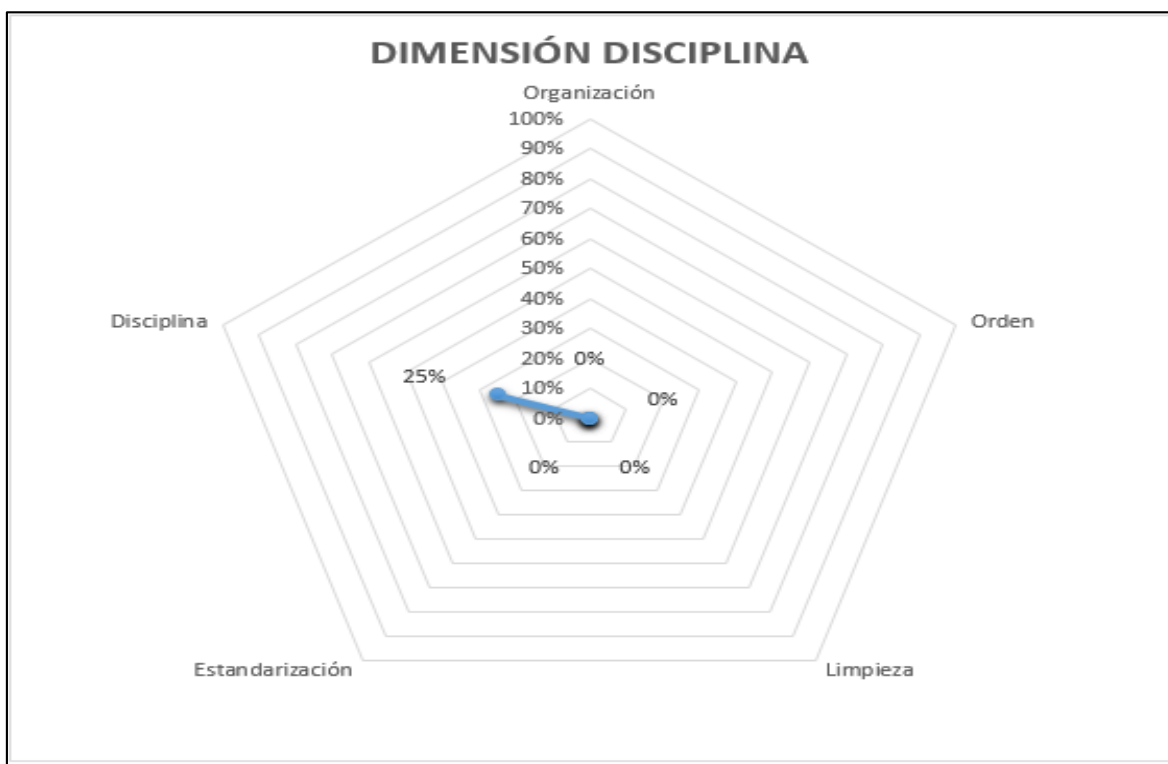 DIMENSIÓN DISCIPLINA
Organización
100%
90%
80%
70%
60%
50%
40%
30%
20%
10%
0%
0%
0%
0%
0%
25%
Orden
Limpieza
Estandarización
Disciplina